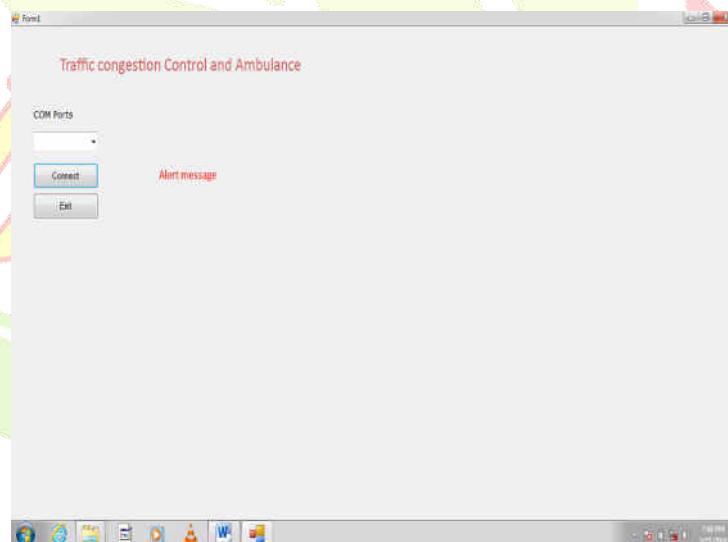 Form1
Traffic congestion Control and Ambulance
COM Ports
Connect
Alert message
Exit
W